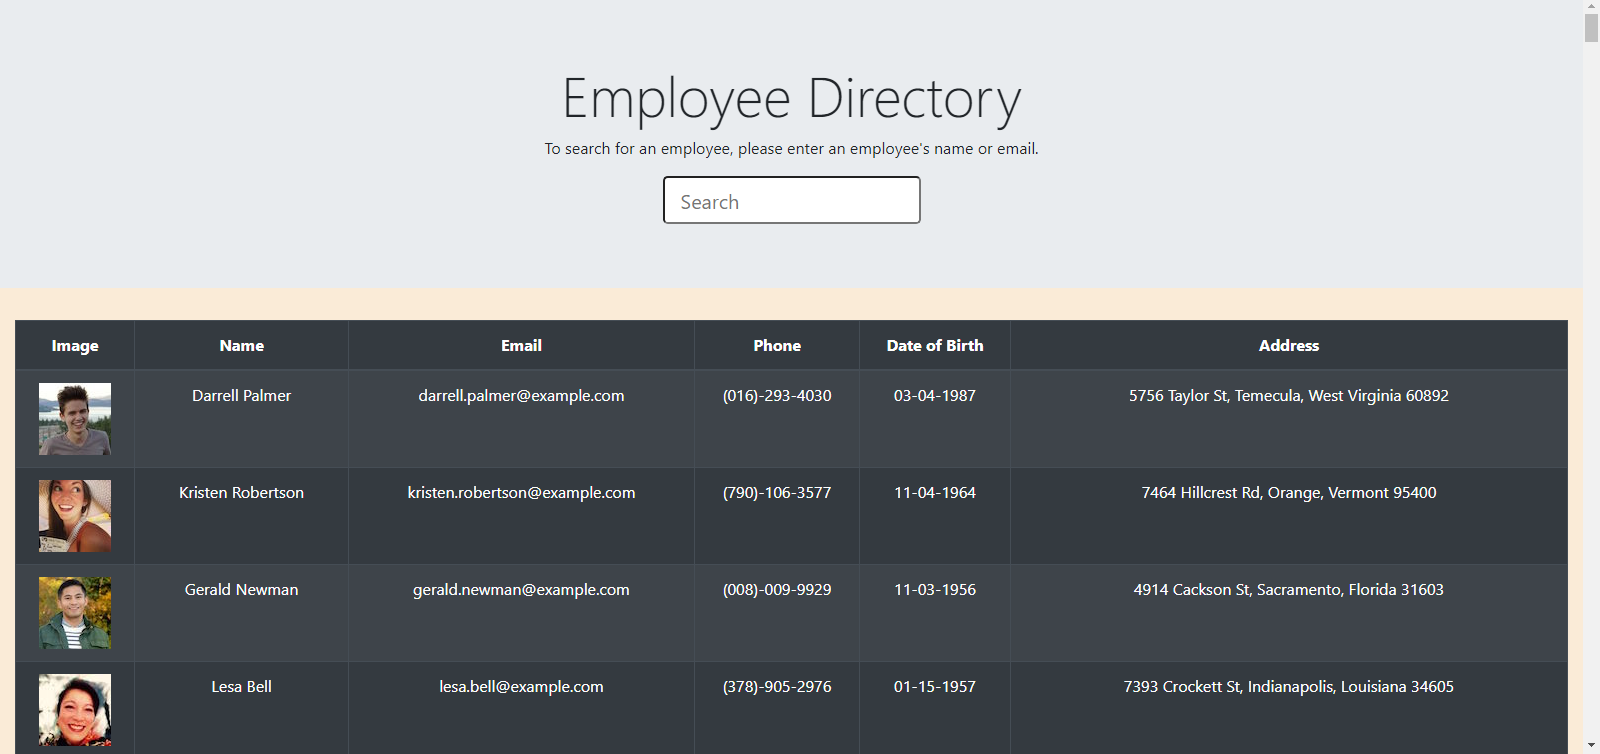 Employee Directory
To search for an employee, please enter an employee's name or email.
Search
Image Name Email Phone Date of Birth Address
Darrell Palmer darrell.palmer@example.com (016)-293-4030 03-04-1987 5756 Taylor St, Temecula, West Virginia 60892
Kristen Robertson kristen.robertson@example.com (790)-106-3577 11-04-1964 7464 Hillcrest Rd, Orange, Vermont 95400
Gerald Newman gerald.newman@example.com (008)-009-9929 11-03-1956 4914 Cackson St, Sacramento, Florida 31603
Lesa Bell lesa.bell@example.com (378)-905-2976 01-15-1957 7393 Crockett St, Indianapolis, Louisiana 34605